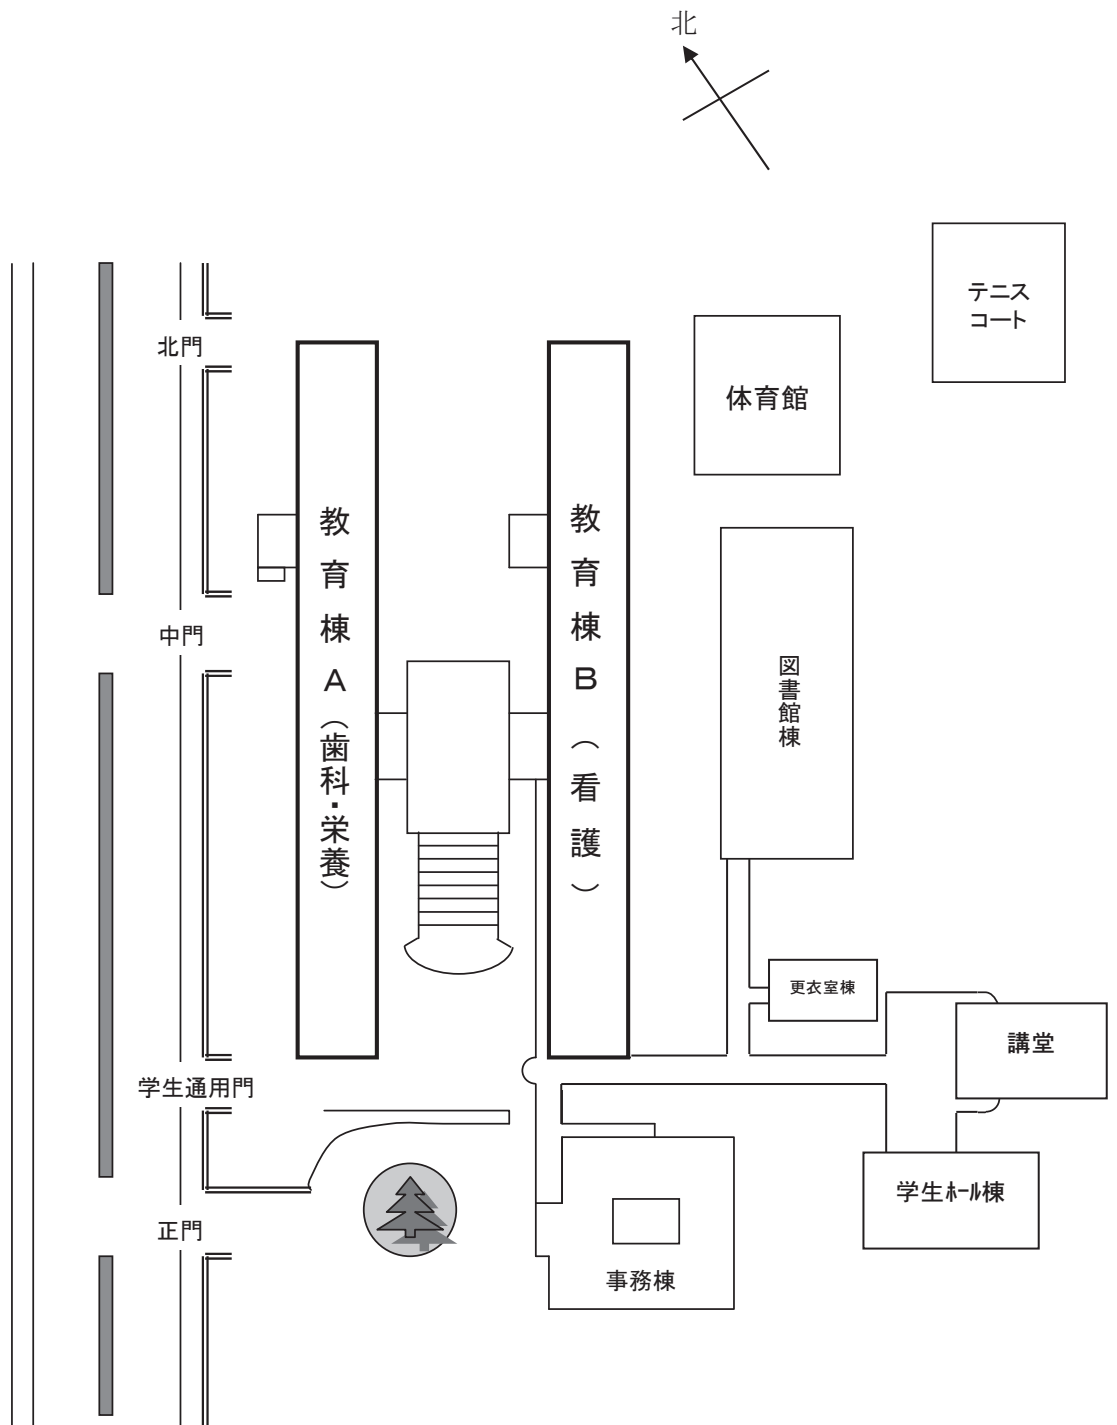 北
テニス
コート
北門
体育館
教育棟A(歯科・栄養)
教育棟B(看護)
中門
図書館棟
更衣室棟
講堂
学生通用門
学生ホール棟
正門
事務棟